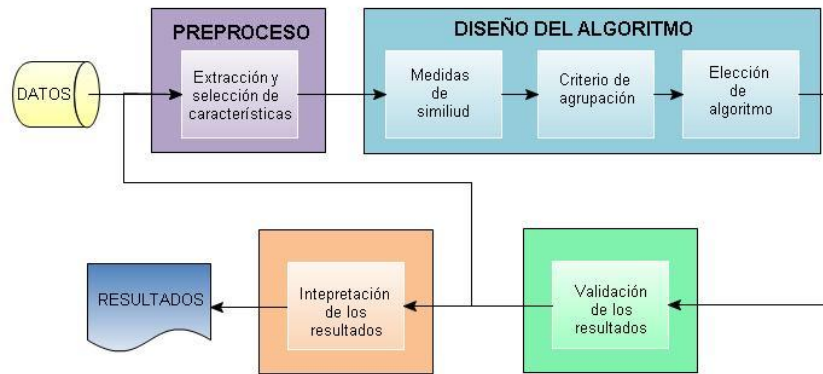 PREPROCESO
DISEÑO DEL ALGORITMO
DATOS
Extracción y
selección de
características
Medidas
de
similiud
Criterio de
agrupación
Elección
de
algoritmo
RESULTADOS
Intepretación
de los
resultados
Validación
de los
resultados